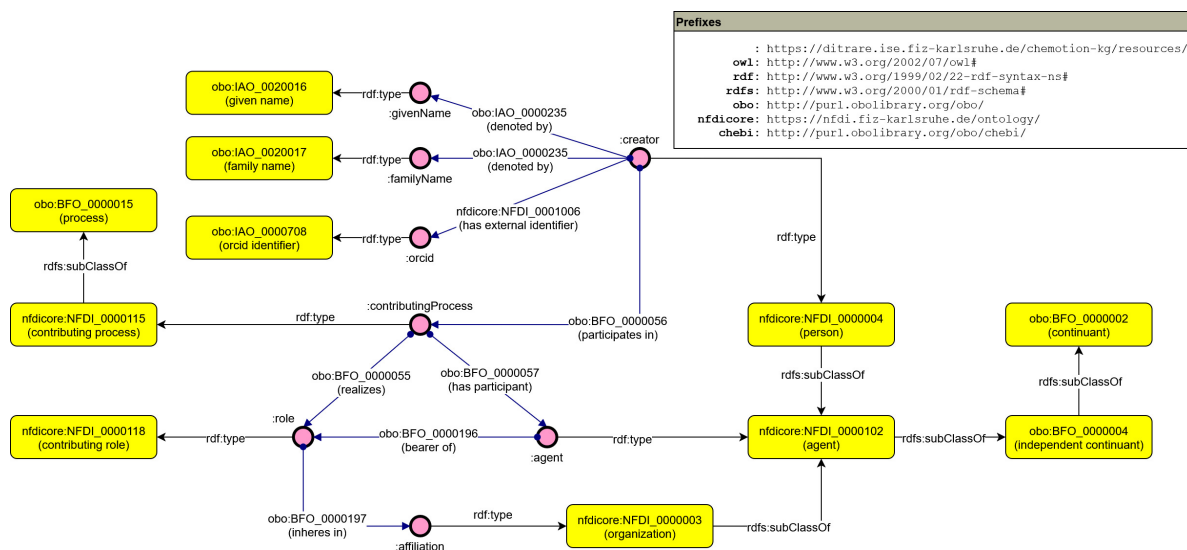 Prefixes
: https://ditrare.ise.fiz-karlsruhe.de/chemotion-kg/resources/
owl: http://www.w3.org/2002/07/owl#
rdf: http://www.w3.org/1999/02/22-rdf-syntax-ns#
rdfs: http://www.w3.org/2000/01/rdf-schema#
obo: http://purl.obolibrary.org/obo/
nfdicore: https://nfdi.fiz-karlsruhe.de/ontology/
chebi: http://purl.obolibrary.org/obo/chebi/
obo:IAO_0020016
(given name)
rdf:type
:givenName
obo:IAO_0000235
(denoted by)
:creator
obo:IAO_0020017
(family name)
rdf:type
:familyName
obo:IAO_0000235
(denoted by)
obo:BFO_0000015
(process)
nfdicore:NFDI_0001006
(has external identifier)
obo:IAO_0000708
(orcid identifier)
rdf:type
:orcid
rdf:type
rdfs:subClassOf
:contributingProcess
nfdicore:NFDI_0000115
(contributing process)
rdf:type
obo:BFO_0000056
(participates in)
nfdicore:NFDI_0000004
(person)
obo:BFO_0000002
(continuant)
obo:BFO_0000055
(realizes)
obo:BFO_0000057
(has participant)
rdfs:subClassOf
rdfs:subClassOf
:role
nfdicore:NFDI_0000118
(contributing role)
rdf:type
obo:BFO_0000196
(bearer of)
:agent
rdf:type
nfdicore:NFDI_0000102
(agent)
rdfs:subClassOf
obo:BFO_0000004
(independent continuant)
obo:BFO_0000197
(inheres in)
:affiliation
rdf:type
nfdicore:NFDI_0000003
(organization)
rdfs:subClassOf